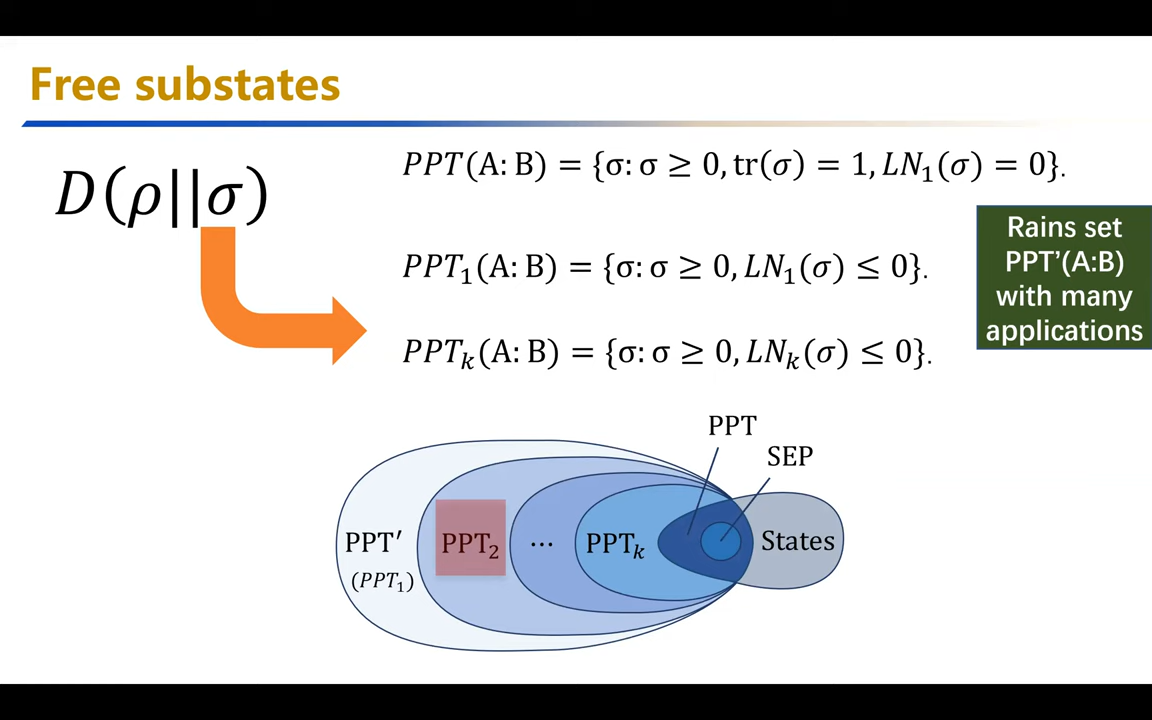 Free substates
D(ρ||σ)
PPT(A: B) = {σ: σ ≥ 0, tr(σ) = 1, LN₁(σ) = 0}.
PPT₁(A: B) = {σ: σ ≥ 0, LN₁(σ) ≤ 0}.
PPTₖ(A: B) = {σ: σ ≥ 0, LNₖ(σ) ≤ 0}.
Rains set
PPT’(A:B)
with many
applications
PPT
SEP
PPT′
(PPT₁)
PPT₂
⋯
PPTₖ
States